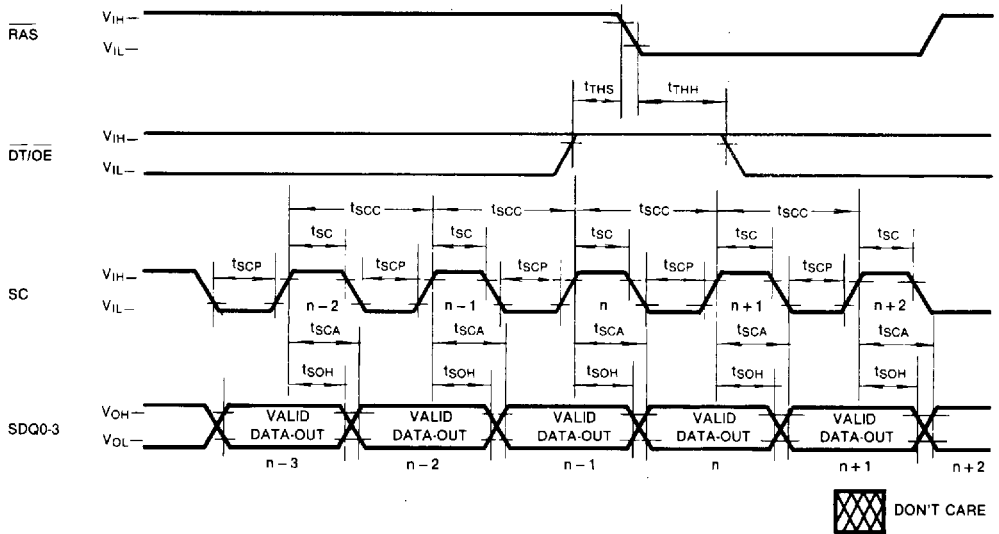 RAS
VIH
VIL
tTHS
tTHH
DT/OE
VIH
VIL
tSCC
tSCC
tSCC
tSCC
tSC
tSC
tSC
tSC
tSC
tSCP
tSCP
tSCP
tSCP
tSCP
SC
VIH
VIL
n-2
n-1
n
n+1
n+2
tSCA
tSCA
tSCA
tSCA
tSCA
tSOH
tSOH
tSOH
tSOH
tSOH
SDQ0-3
VOH
VOL
VALID
DATA-OUT
VALID
DATA-OUT
VALID
DATA-OUT
VALID
DATA-OUT
VALID
DATA-OUT
n-3
n-2
n-1
n
n+1
n+2
DON'T CARE